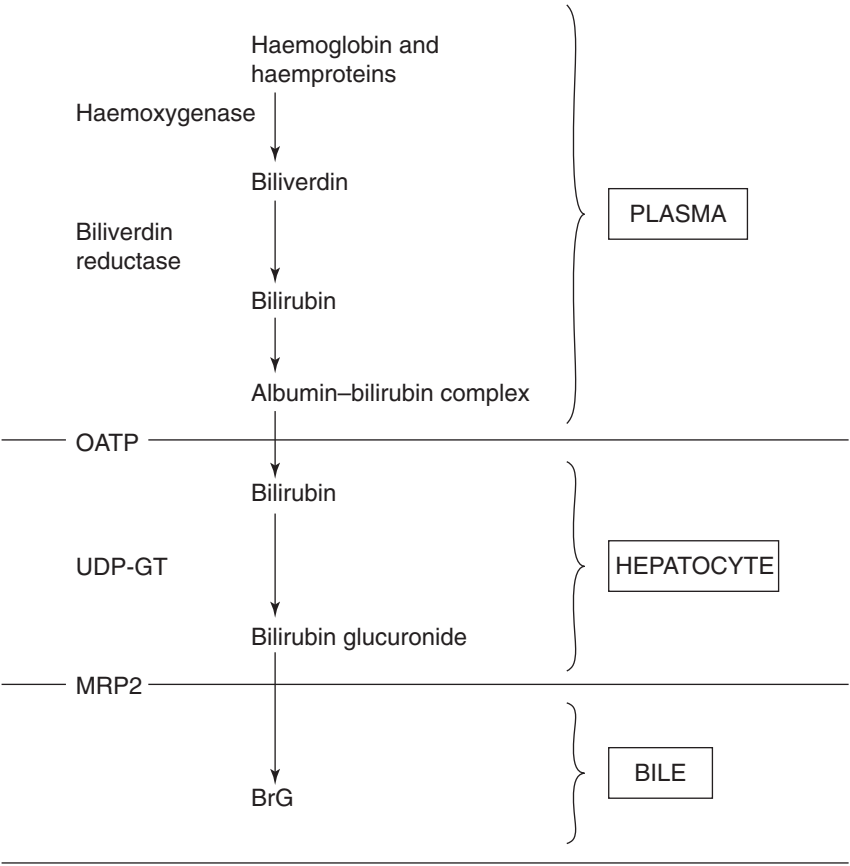 Haemoglobin and
haemproteins
Haemoxygenase
Biliverdin
PLASMA
Biliverdin
reductase
Bilirubin
Albumin–bilirubin complex
OATP
Bilirubin
UDP-GT
HEPATOCYTE
Bilirubin glucuronide
MRP2
BILE
BrG